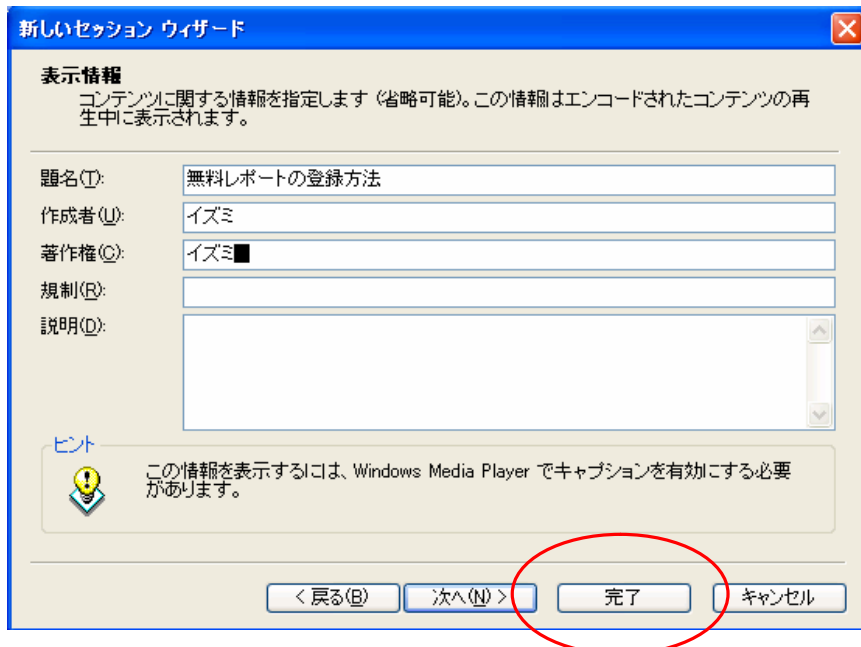 新しいセッション ウィザード
表示情報
コンテンツに関する情報を指定します (省略可能)。この情報はエンコードされたコンテンツの再
生中に表示されます。
題名(T): 無料レポートの登録方法
作成者(U): イズミ
著作権(C): イズミ
規制(R):
説明(D):
ヒント
この情報を表示するには、Windows Media Player でキャプションを有効にする必要
があります。
< 戻る(B) 次へ(N) > 完了 キャンセル